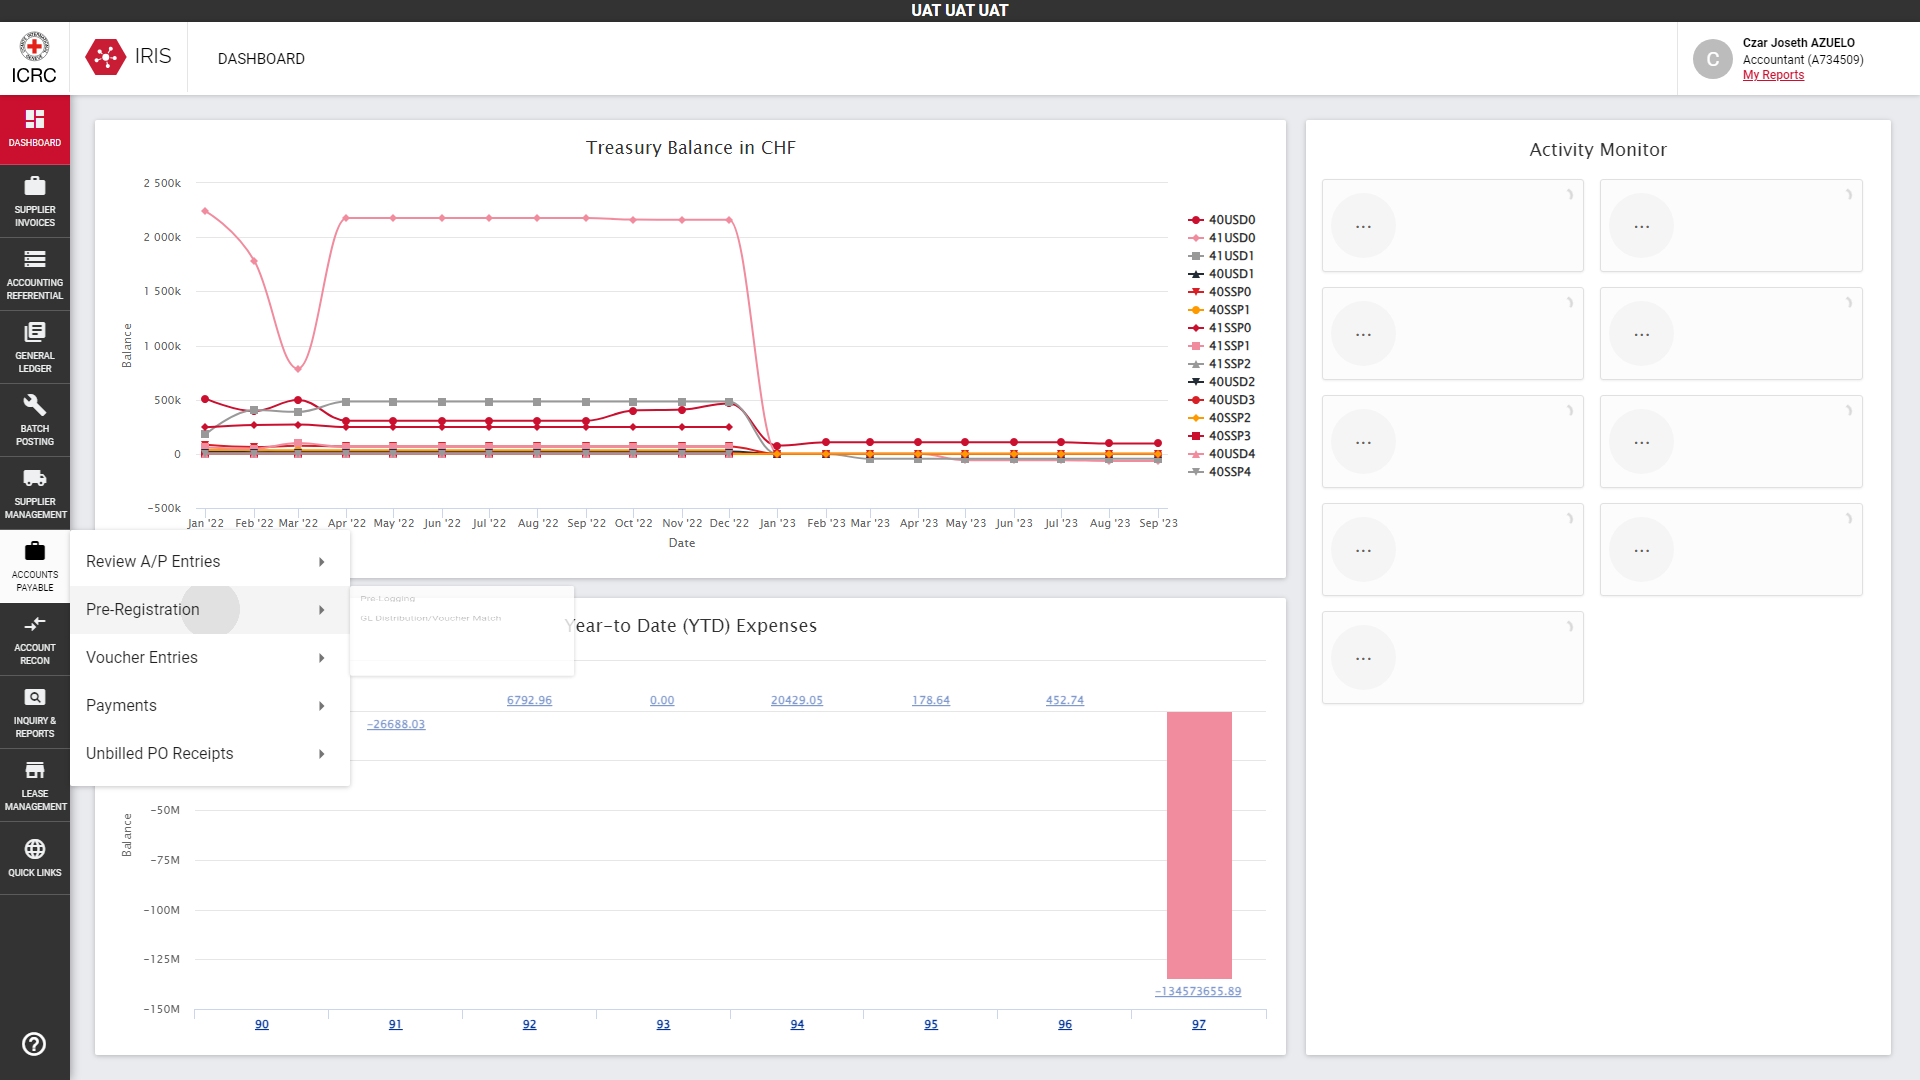 UAT UAT UAT
ICRC
IRIS
DASHBOARD
C
Czar Joseth AZUELO
Accountant (A734509)
My Reports
DASHBOARD
SUPPLIER
INVOICES
ACCOUNTING
REFERENTIAL
GENERAL
LEDGER
BATCH
POSTING
SUPPLIER
MANAGEMENT
ACCOUNTS
PAYABLE
ACCOUNT
RECON
INQUIRY &
REPORTS
LEASE
MANAGEMENT
QUICK LINKS
Treasury Balance in CHF
2 500k
2 000k
1 500k
1 000k
500k
0
-500k
Balance
Jan '22 Feb '22 Mar '22 Apr '22 May '22 Jun '22 Jul '22 Aug '22 Sep '22 Oct '22 Nov '22 Dec '22 Jan '23 Feb '23 Mar '23 Apr '23 May '23 Jun '23 Jul '23 Aug '23 Sep '23
Date
40USD0
41USD0
41USD1
40USD1
40SSP0
40SSP1
41SSP0
41SSP1
41SSP2
40USD2
40USD3
40SSP2
40SSP3
40USD4
40SSP4
Review A/P Entries
Pre-Registration
Voucher Entries
Payments
Unbilled PO Receipts
Pre-Logging
GL Distribution/Voucher Match
Year-to Date (YTD) Expenses
-26688.03
6792.96
0.00
20429.05
178.64
452.74
-134573655.89
-50M
-75M
-100M
-125M
-150M
Balance
90 91 92 93 94 95 96 97
Activity Monitor
... ...
... ...
... ...
... ...
...